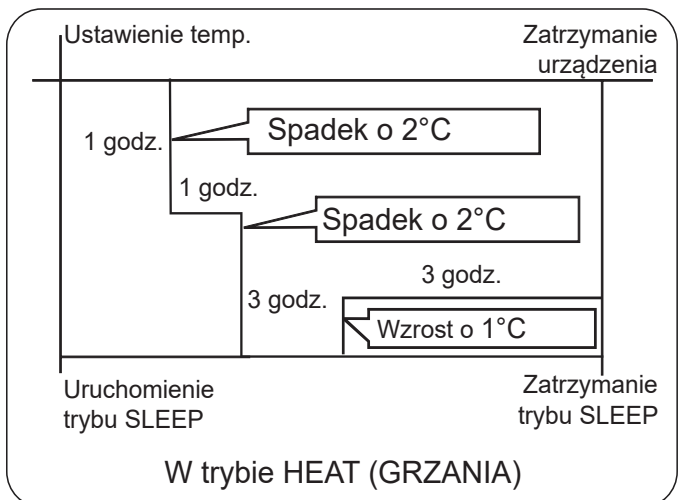 Ustawienie temp.
Zatrzymanie
urządzenia
1 godz.
Spadek o 2°C
1 godz.
Spadek o 2°C
3 godz.
3 godz.
Wzrost o 1°C
Uruchomienie
trybu SLEEP
Zatrzymanie
trybu SLEEP
W trybie HEAT (GRZANIA)